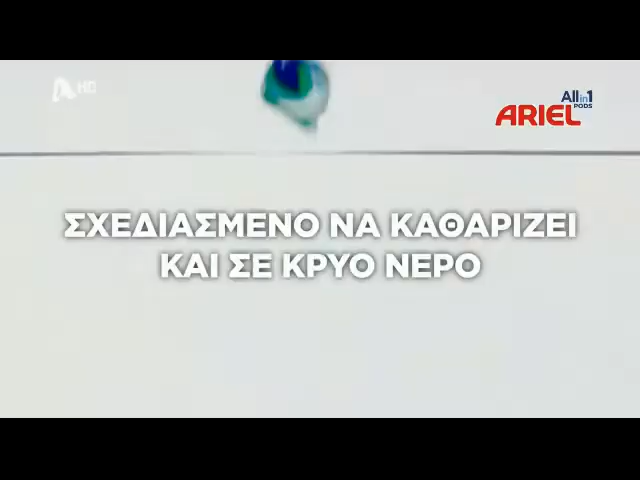 HD
All in 1
PODS
ARIEL
ΣΧΕΔΙΑΣΜΕΝΟ ΝΑ ΚΑΘΑΡΙΖΕΙ
ΚΑΙ ΣΕ ΚΡΥΟ ΝΕΡΟ